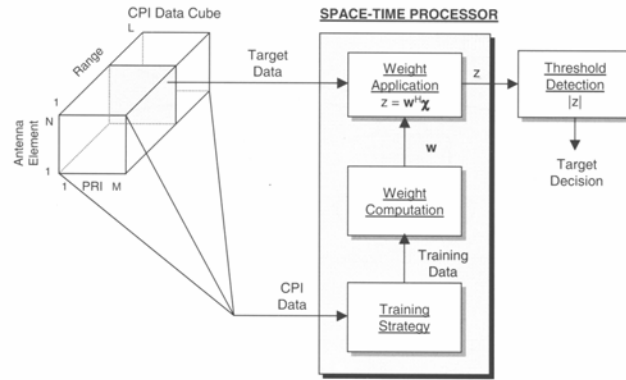 CPI Data Cube
L
Range
1
N
Antenna
Element
1
1 PRI M
Target
Data
CPI
Data
SPACE-TIME PROCESSOR
Weight
Application
z = wᴴχ
w
Weight
Computation
Training
Data
Training
Strategy
z
Threshold
Detection
|z|
Target
Decision